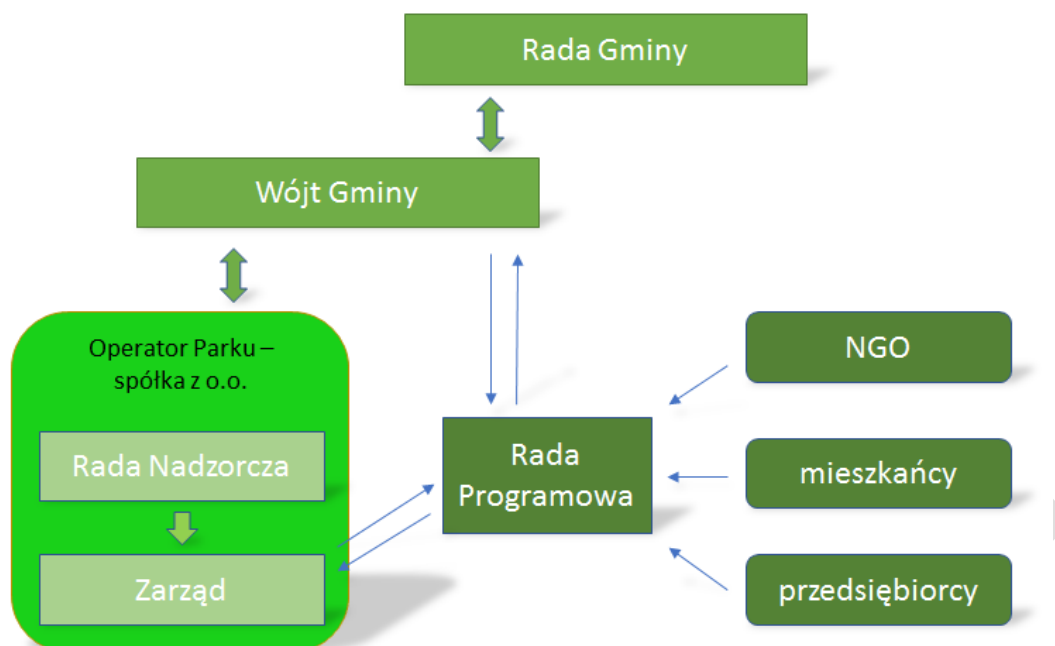 Rada Gminy
Wójt Gminy
Operator Parku –
spółka z o.o.
Rada Nadzorcza
Zarząd
Rada
Programowa
NGO
mieszkańcy
przedsiębiorcy